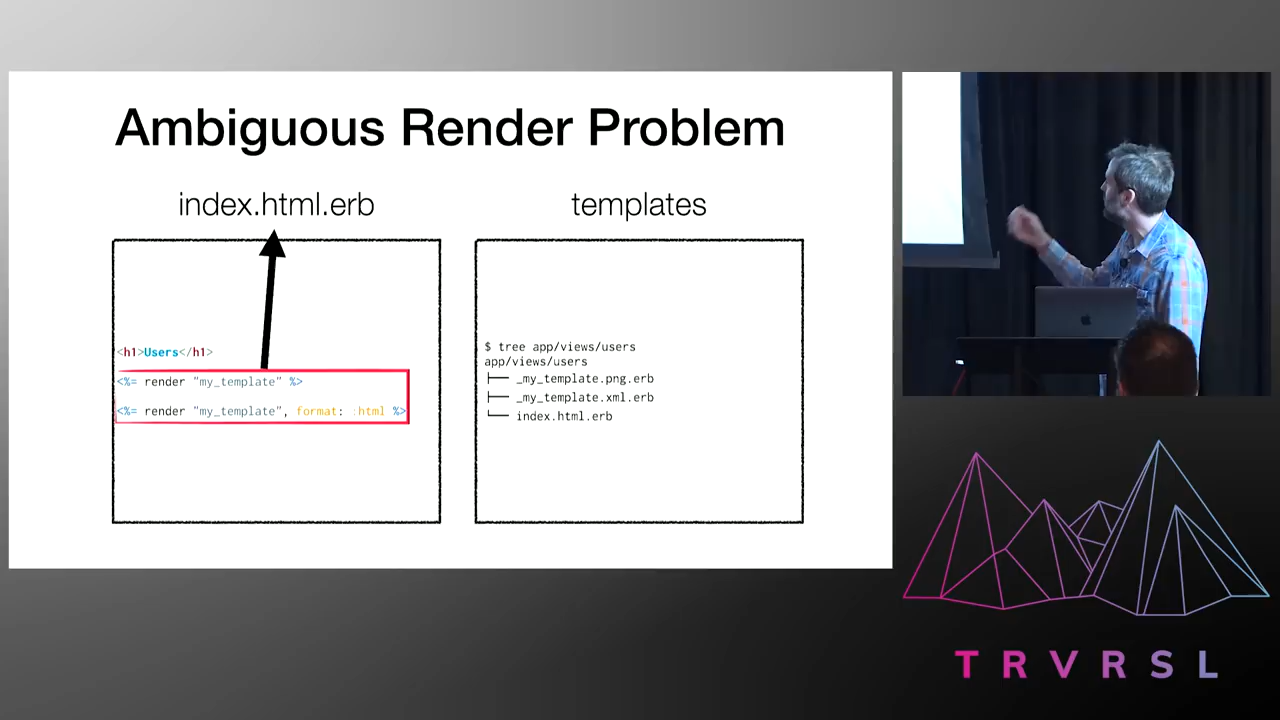 Ambiguous Render Problem
index.html.erb
<h1>Users</h1>
<%= render "my_template" %>
<%= render "my_template", format: :html %>
templates
$ tree app/views/users
app/views/users
├── _my_template.png.erb
├── _my_template.xml.erb
└── index.html.erb
TRVRSL